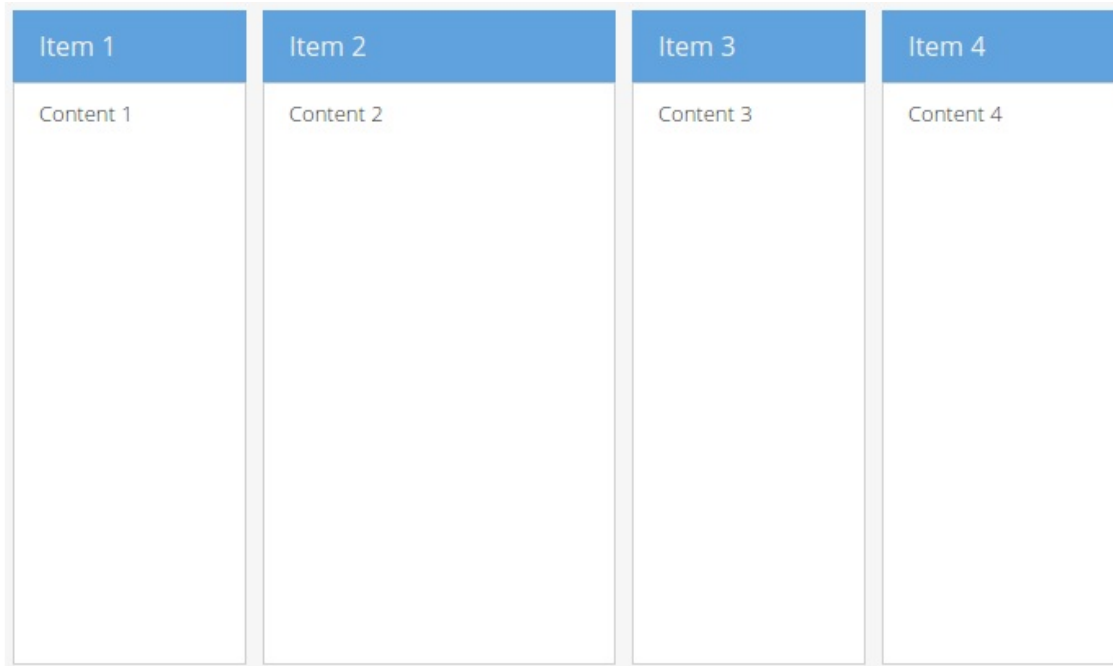 Item 1
Item 2
Item 3
Item 4
Content 1
Content 2
Content 3
Content 4